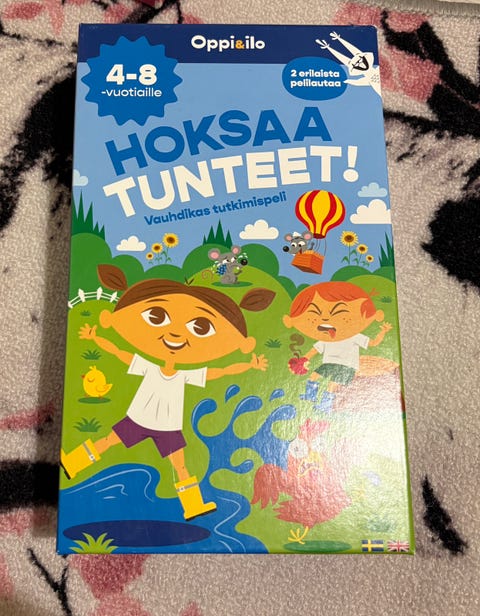 Oppi&ilo
4-8
-vuotiaille
2 erilaista
pelilautaa
HOKSAA
TUNTEET!
Vauhdikas tutkimispeli